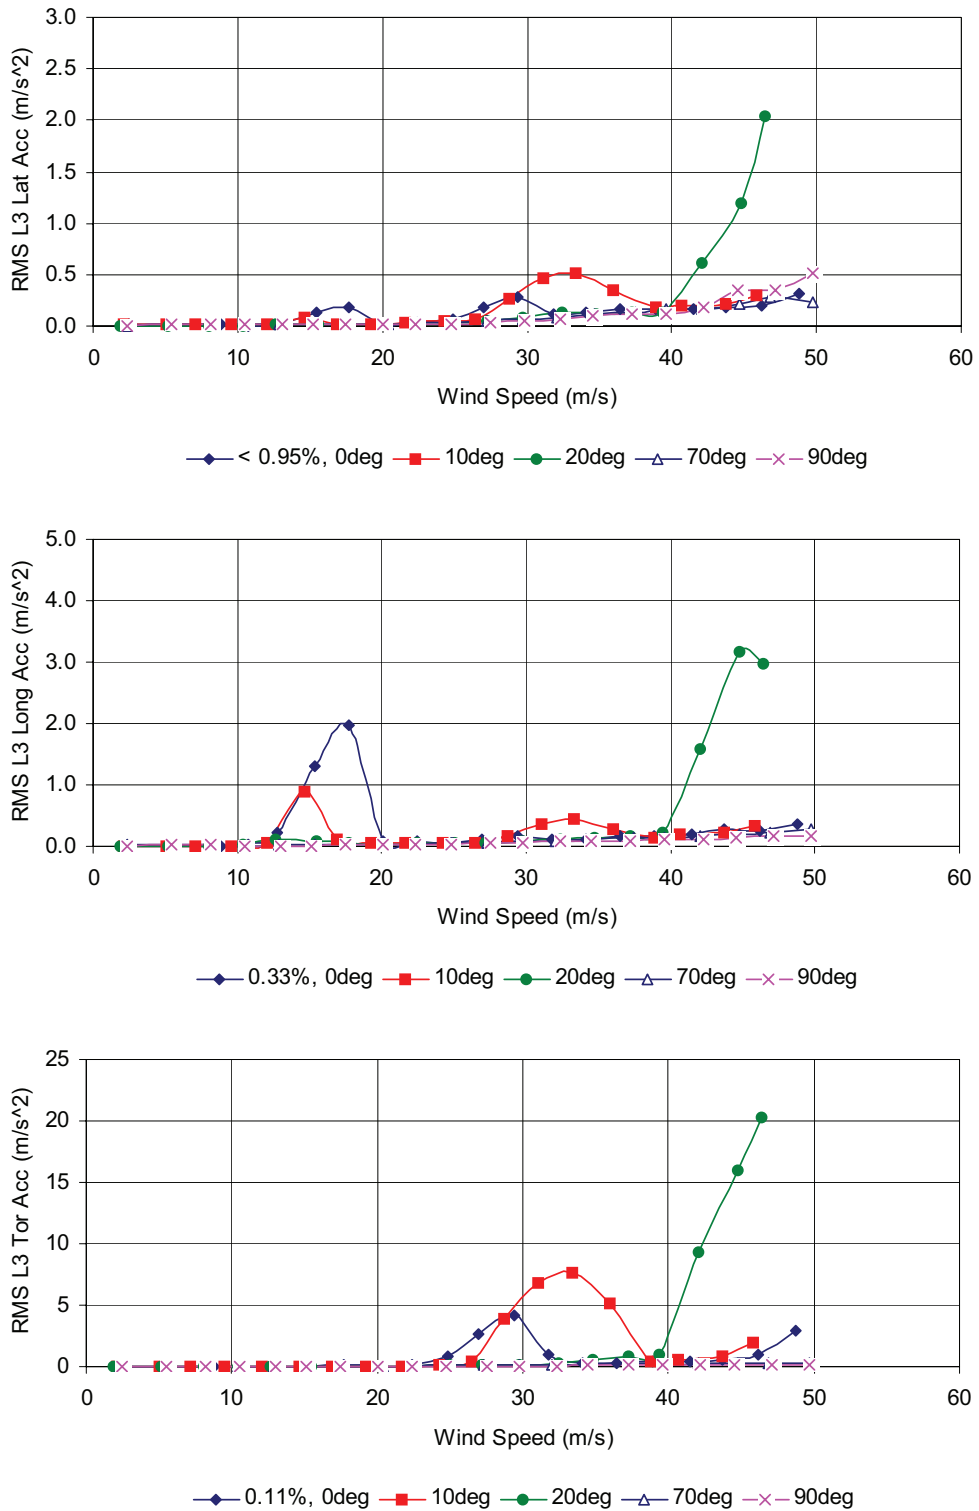 3.0
2.5
2.0
1.5
1.0
0.5
0.0
RMS L3 Lat Acc (m/s^2)
0 10 20 30 40 50 60
Wind Speed (m/s)
< 0.95%, 0deg 10deg 20deg 70deg 90deg
5.0
4.0
3.0
2.0
1.0
0.0
RMS L3 Long Acc (m/s^2)
0 10 20 30 40 50 60
Wind Speed (m/s)
0.33%, 0deg 10deg 20deg 70deg 90deg
25
20
15
10
5
0
RMS L3 Tor Acc (m/s^2)
0 10 20 30 40 50 60
Wind Speed (m/s)
0.11%, 0deg 10deg 20deg 70deg 90deg